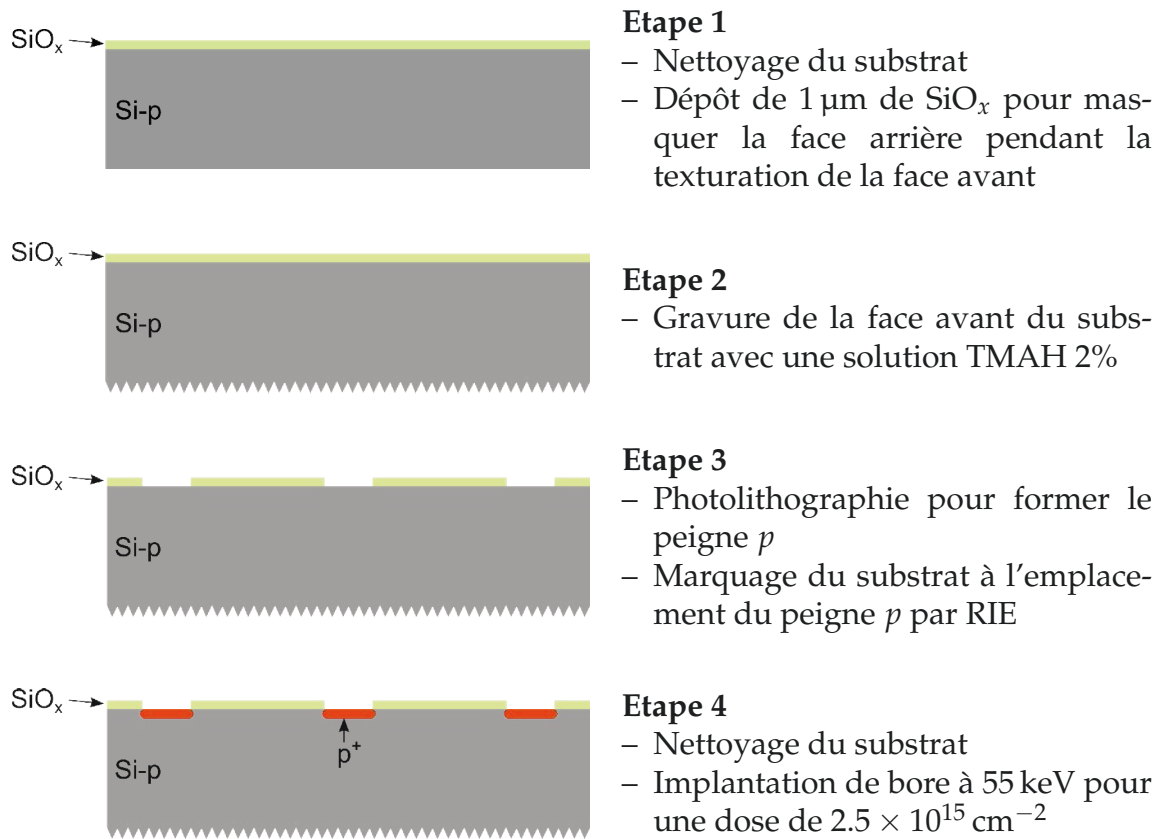 SiOx
Si-p
Etape 1
– Nettoyage du substrat
– Dépôt de 1 µm de SiOx pour mas-
quer la face arrière pendant la
texturation de la face avant
SiOx
Si-p
Etape 2
– Gravure de la face avant du subs-
trat avec une solution TMAH 2%
SiOx
Si-p
Etape 3
– Photolithographie pour former le
peigne p
– Marquage du substrat à l'emplace-
ment du peigne p par RIE
SiOx
Si-p
p⁺
Etape 4
– Nettoyage du substrat
– Implantation de bore à 55 keV pour
une dose de 2.5 × 10¹⁵ cm⁻²